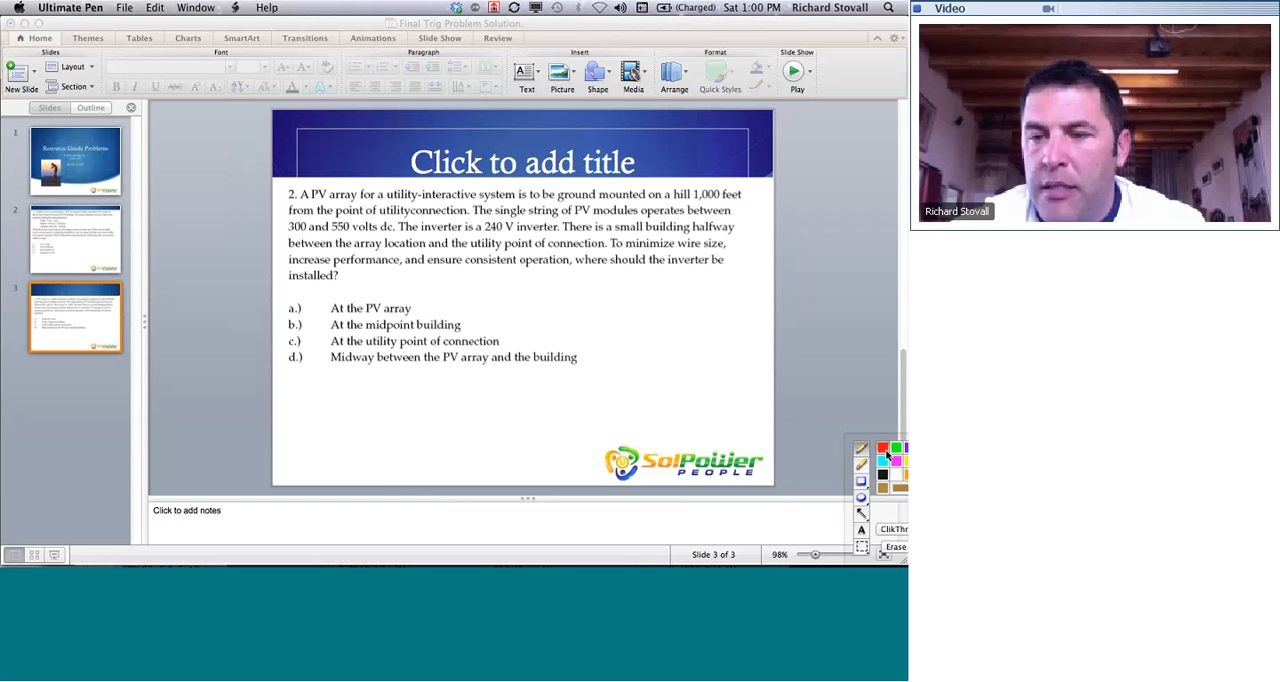 Ultimate Pen File Edit Window Help (Charged) Sat 1:00 PM Richard Stovall
Video
Final Trig Problem Solution.
Home Themes Tables Charts SmartArt Transitions Animations Slide Show Review
Slides Font Paragraph Insert Format Slide Show
Layout
Section
New Slide Text Picture Shape Media Arrange Quick Styles Play
Slides Outline
1
Resource Guide Problems
2
3
Click to add title
2. A PV array for a utility-interactive system is to be ground mounted on a hill 1,000 feet
from the point of utilityconnection. The single string of PV modules operates between
300 and 550 volts dc. The inverter is a 240 V inverter. There is a small building halfway
between the array location and the utility point of connection. To minimize wire size,
increase performance, and ensure consistent operation, where should the inverter be
installed?
a.) At the PV array
b.) At the midpoint building
c.) At the utility point of connection
d.) Midway between the PV array and the building
SolPower
PEOPLE
Click to add notes
ClikThr
Erase
Slide 3 of 3 98%
Richard Stovall